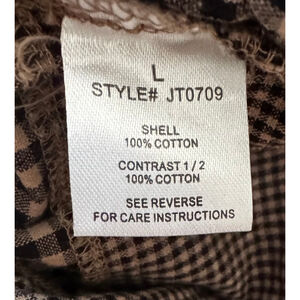 L
STYLE# JT0709
SHELL
100% COTTON
CONTRAST 1 / 2
100% COTTON
SEE REVERSE
FOR CARE INSTRUCTIONS